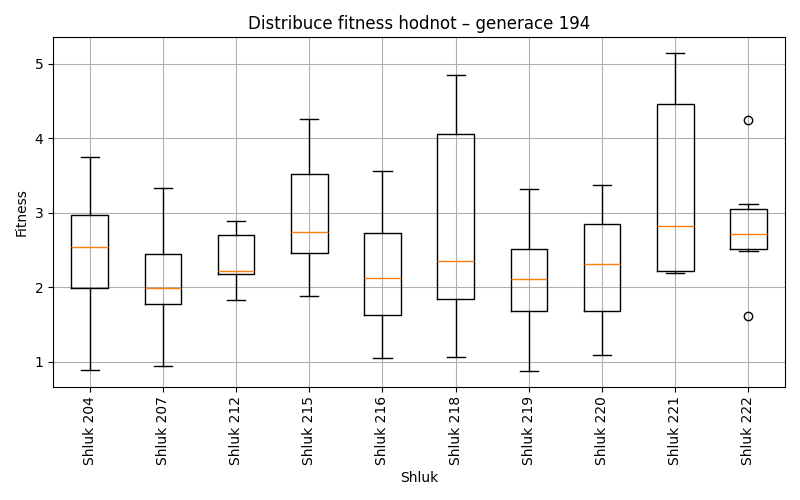 Distribuce fitness hodnot – generace 194
Fitness
5
4
3
2
1
Shluk 204
Shluk 207
Shluk 212
Shluk 215
Shluk 216
Shluk 218
Shluk 219
Shluk 220
Shluk 221
Shluk 222
Shluk